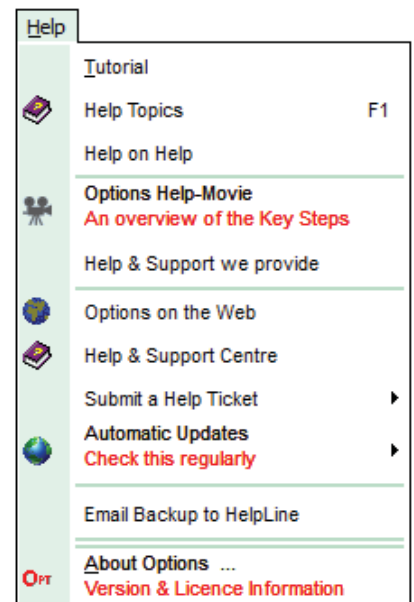 Help
Tutorial
Help Topics F1
Help on Help
Options Help-Movie
An overview of the Key Steps
Help & Support we provide
Options on the Web
Help & Support Centre
Submit a Help Ticket
Automatic Updates
Check this regularly
Email Backup to HelpLine
About Options ...
OPT
Version & Licence Information